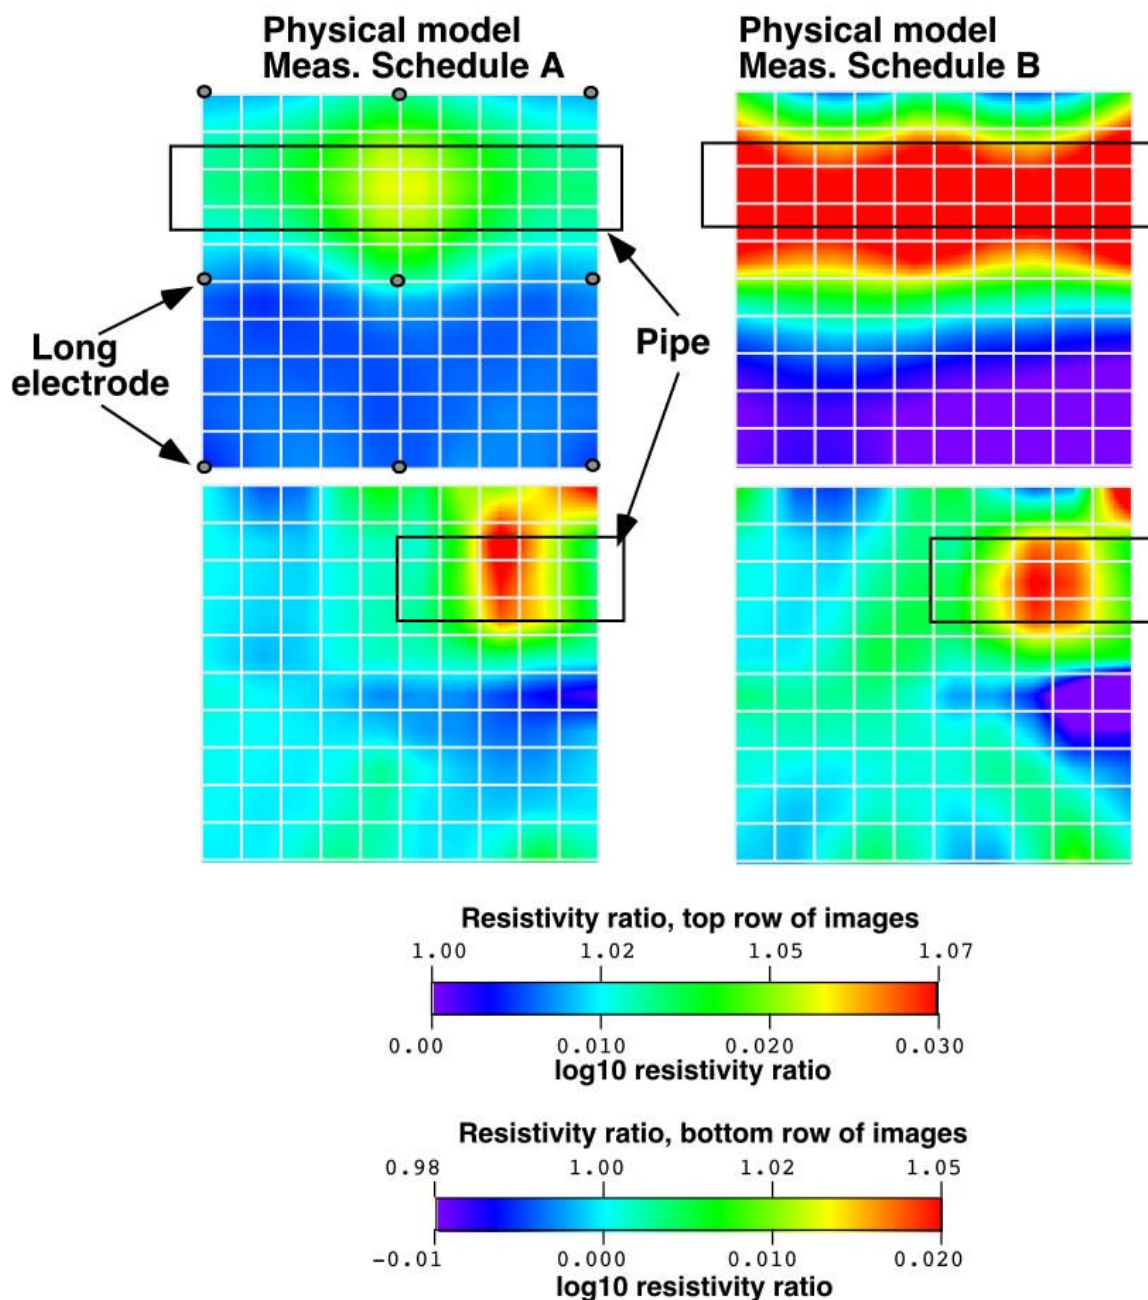 Physical model
Meas. Schedule A
Physical model
Meas. Schedule B
Long
electrode
Pipe
Resistivity ratio, top row of images
1.00 1.02 1.05 1.07
0.00 0.010 0.020 0.030
log10 resistivity ratio
Resistivity ratio, bottom row of images
0.98 1.00 1.02 1.05
-0.01 0.000 0.010 0.020
log10 resistivity ratio